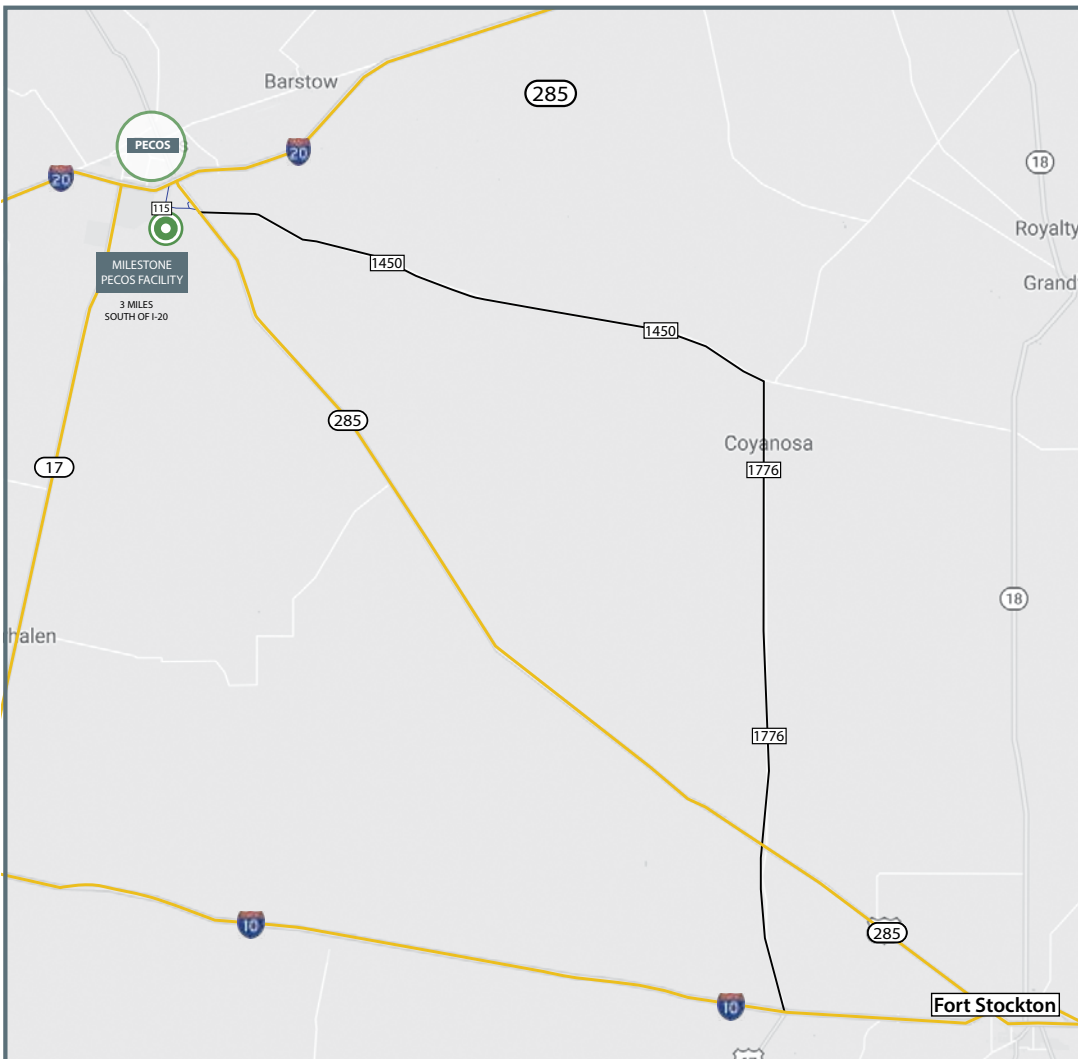 Barstow
285
PECOS
20
20
18
115
Royalty
MILESTONE
PECOS FACILITY
1450
Grand
3 MILES
SOUTH OF I-20
1450
285
Coyanosa
17
1776
18
halen
1776
10
285
10
Fort Stockton